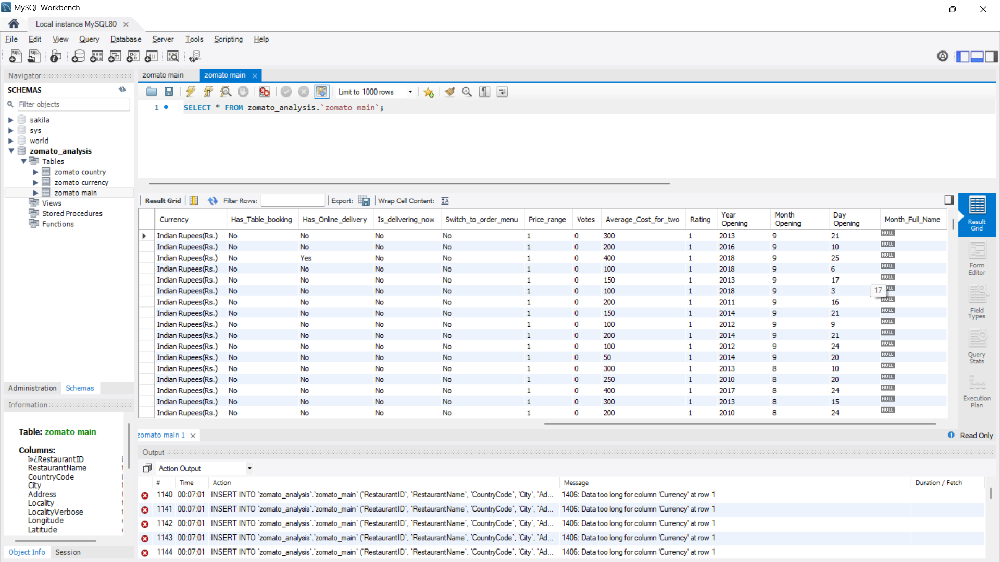 MySQL Workbench
Local instance MySQL80
File Edit View Query Database Server Tools Scripting Help
Navigator
SCHEMAS
Filter objects
sakila
sys
world
zomato_analysis
Tables
zomato country
zomato currency
zomato main
Views
Stored Procedures
Functions
Administration Schemas
Information
Table: zomato main
Columns:
ï»¿RestaurantID
RestaurantName
CountryCode
City
Address
Locality
LocalityVerbose
Longitude
Latitude
Object Info Session
zomato main zomato main
Limit to 1000 rows
1 SELECT * FROM zomato_analysis.`zomato main`;
Result Grid Filter Rows: Export: Wrap Cell Content:
Currency Has_Table_booking Has_Online_delivery Is_delivering_now Switch_to_order_menu Price_range Votes Average_Cost_for_two Rating Year Opening Month Opening Day Opening Month_Full_Name
Indian Rupees(Rs.) No No No No 1 0 300 1 2013 9 21 NULL
Indian Rupees(Rs.) No No No No 1 0 200 1 2016 9 10 NULL
Indian Rupees(Rs.) No Yes No No 1 0 400 1 2018 9 25 NULL
Indian Rupees(Rs.) No No No No 1 0 100 1 2018 9 6 NULL
Indian Rupees(Rs.) No No No No 1 0 150 1 2013 9 17 NULL
Indian Rupees(Rs.) No No No No 1 0 100 1 2018 9 3
17
Indian Rupees(Rs.) No No No No 1 0 200 1 2011 9 16 NULL
Indian Rupees(Rs.) No No No No 1 0 150 1 2014 9 21 NULL
Indian Rupees(Rs.) No No No No 1 0 100 1 2012 9 9 NULL
Indian Rupees(Rs.) No No No No 1 0 200 1 2014 9 21 NULL
Indian Rupees(Rs.) No No No No 1 0 100 1 2012 9 24 NULL
Indian Rupees(Rs.) No No No No 1 0 50 1 2014 9 20 NULL
Indian Rupees(Rs.) No No No No 1 0 300 1 2013 8 10 NULL
Indian Rupees(Rs.) No No No No 1 0 250 1 2010 8 20 NULL
Indian Rupees(Rs.) No No No No 1 0 400 1 2017 8 24 NULL
Indian Rupees(Rs.) No No No No 1 0 300 1 2013 8 15 NULL
Indian Rupees(Rs.) No No No No 1 0 200 1 2010 8 24 NULL
Result Grid
Form Editor
Field Types
Query Stats
Execution Plan
zomato main 1
Read Only
Output
Action Output
# Time Action Message Duration / Fetch
1140 00:07:01 INSERT INTO `zomato_analysis`.`zomato_main` (`RestaurantID`, `RestaurantName`, `CountryCode`, `City`, `Ad... 1406: Data too long for column 'Currency' at row 1
1141 00:07:01 INSERT INTO `zomato_analysis`.`zomato_main` (`RestaurantID`, `RestaurantName`, `CountryCode`, `City`, `Ad... 1406: Data too long for column 'Currency' at row 1
1142 00:07:01 INSERT INTO `zomato_analysis`.`zomato_main` (`RestaurantID`, `RestaurantName`, `CountryCode`, `City`, `Ad... 1406: Data too long for column 'Currency' at row 1
1143 00:07:01 INSERT INTO `zomato_analysis`.`zomato_main` (`RestaurantID`, `RestaurantName`, `CountryCode`, `City`, `Ad... 1406: Data too long for column 'Currency' at row 1
1144 00:07:01 INSERT INTO `zomato_analysis`.`zomato_main` (`RestaurantID`, `RestaurantName`, `CountryCode`, `City`, `Ad... 1406: Data too long for column 'Currency' at row 1